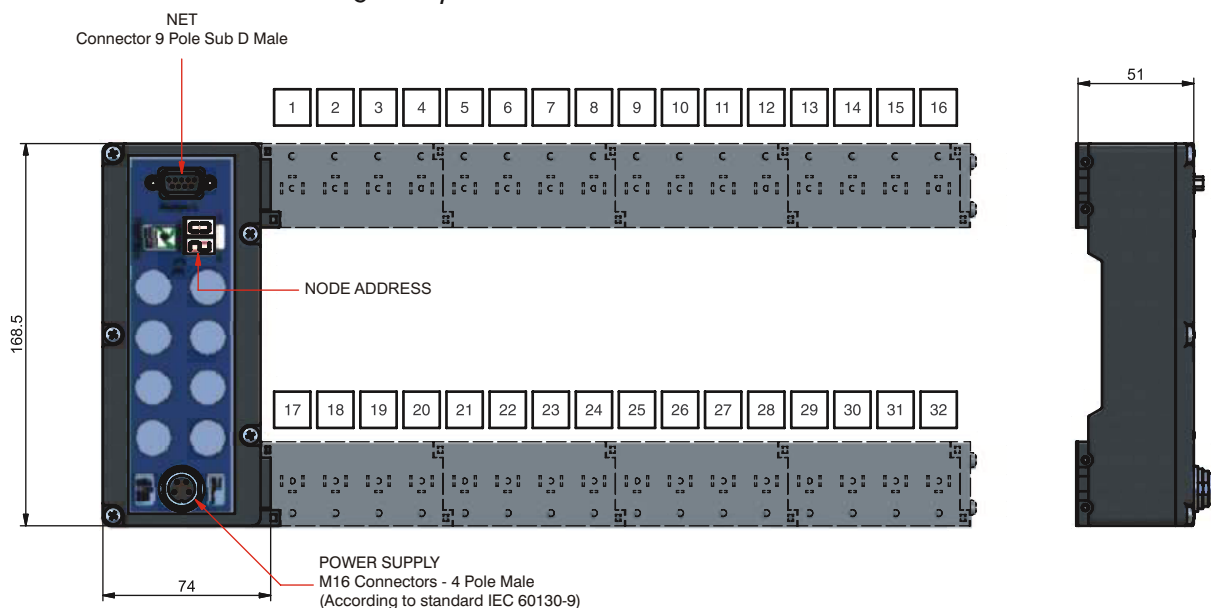 NET
Connector 9 Pole Sub D Male
51
1 2 3 4 5 6 7 8 9 10 11 12 13 14 15 16
168.5
NODE ADDRESS
17 18 19 20 21 22 23 24 25 26 27 28 29 30 31 32
POWER SUPPLY
74
M16 Connectors - 4 Pole Male
(According to standard IEC 60130-9)